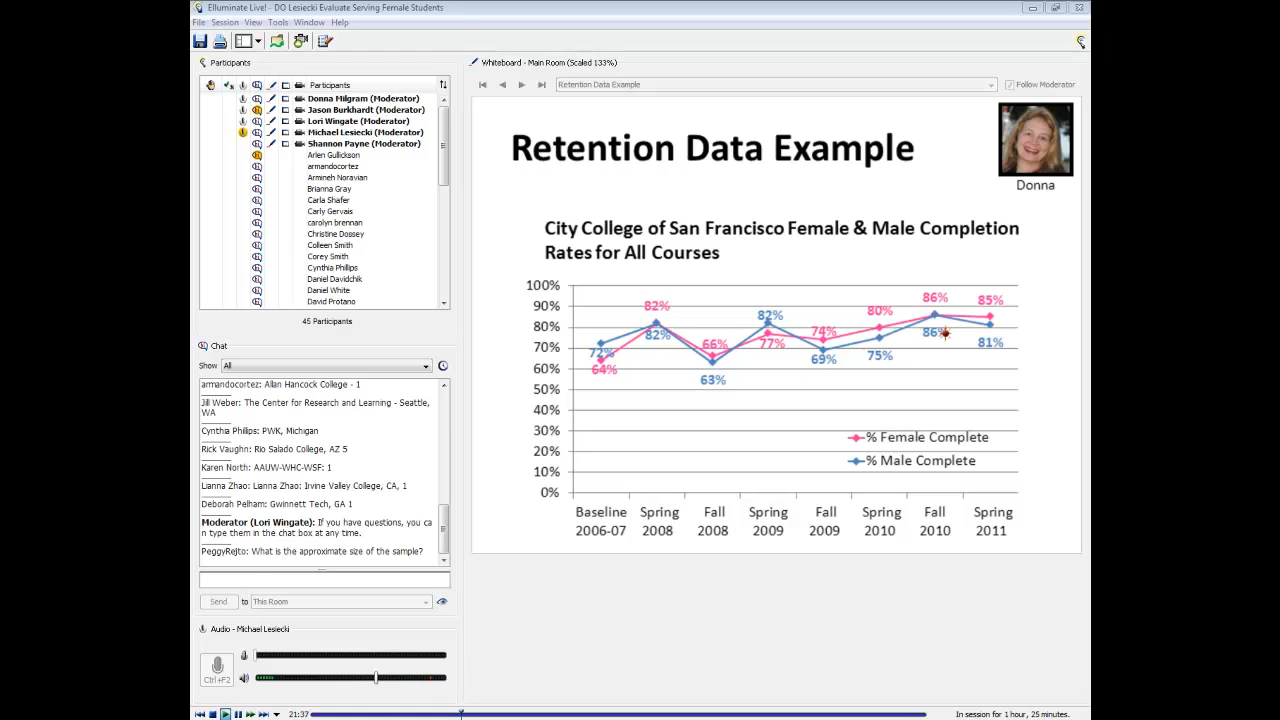 Elluminate Live! - DO Lesiecki Evaluate Serving Female Students
File Session View Tools Window Help
Participants
Participants
Donna Milgram (Moderator)
Jason Burkhardt (Moderator)
Lori Wingate (Moderator)
Michael Lesiecki (Moderator)
Shannon Payne (Moderator)
Arlen Gullickson
armandocortez
Armineh Noravian
Brianna Gray
Carla Shafer
Carly Gervais
carolyn brennan
Christine Dossey
Colleen Smith
Corey Smith
Cynthia Phillips
Daniel Davidchik
Daniel White
David Protano
45 Participants
Chat
Show All
armandocortez: Allan Hancock College - 1
Jill Weber: The Center for Research and Learning - Seattle,
WA
Cynthia Phillips: PWK, Michigan
Rick Vaughn: Rio Salado College, AZ 5
Karen North: AAUW-WHC-WSF: 1
Lianna Zhao: Lianna Zhao: Irvine Valley College, CA, 1
Deborah Pelham: Gwinnett Tech, GA 1
Moderator (Lori Wingate): If you have questions, you ca
n type them in the chat box at any time.
PeggyRejto: What is the approximate size of the sample?
Send to This Room
Audio - Michael Lesiecki
Ctrl+F2
21:37
In session for 1 hour, 25 minutes.
Whiteboard - Main Room (Scaled 133%)
Retention Data Example
Follow Moderator
Retention Data Example
Donna
City College of San Francisco Female & Male Completion
Rates for All Courses
100%
90%
80%
70%
60%
50%
40%
30%
20%
10%
0%
64% 82% 66% 77% 74% 80% 86% 85%
72% 82% 63% 82% 69% 75% 86% 81%
% Female Complete
% Male Complete
Baseline Spring Fall Spring Fall Spring Fall Spring
2006-07 2008 2008 2009 2009 2010 2010 2011